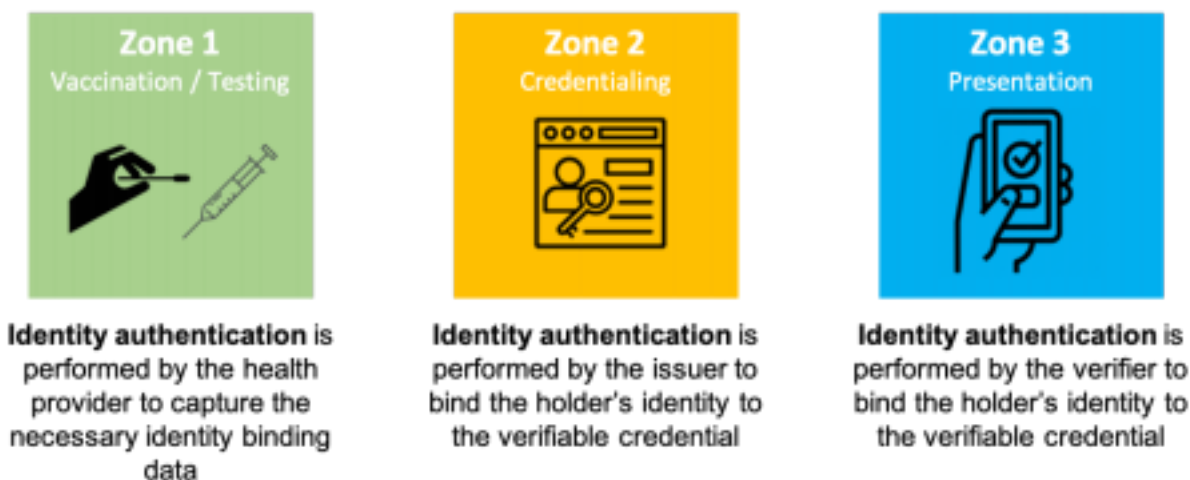 Zone 1
Vaccination / Testing
Identity authentication is
performed by the health
provider to capture the
necessary identity binding
data
Zone 2
Credentialing
Identity authentication is
performed by the issuer to
bind the holder's identity to
the verifiable credential
Zone 3
Presentation
Identity authentication is
performed by the verifier to
bind the holder's identity to
the verifiable credential